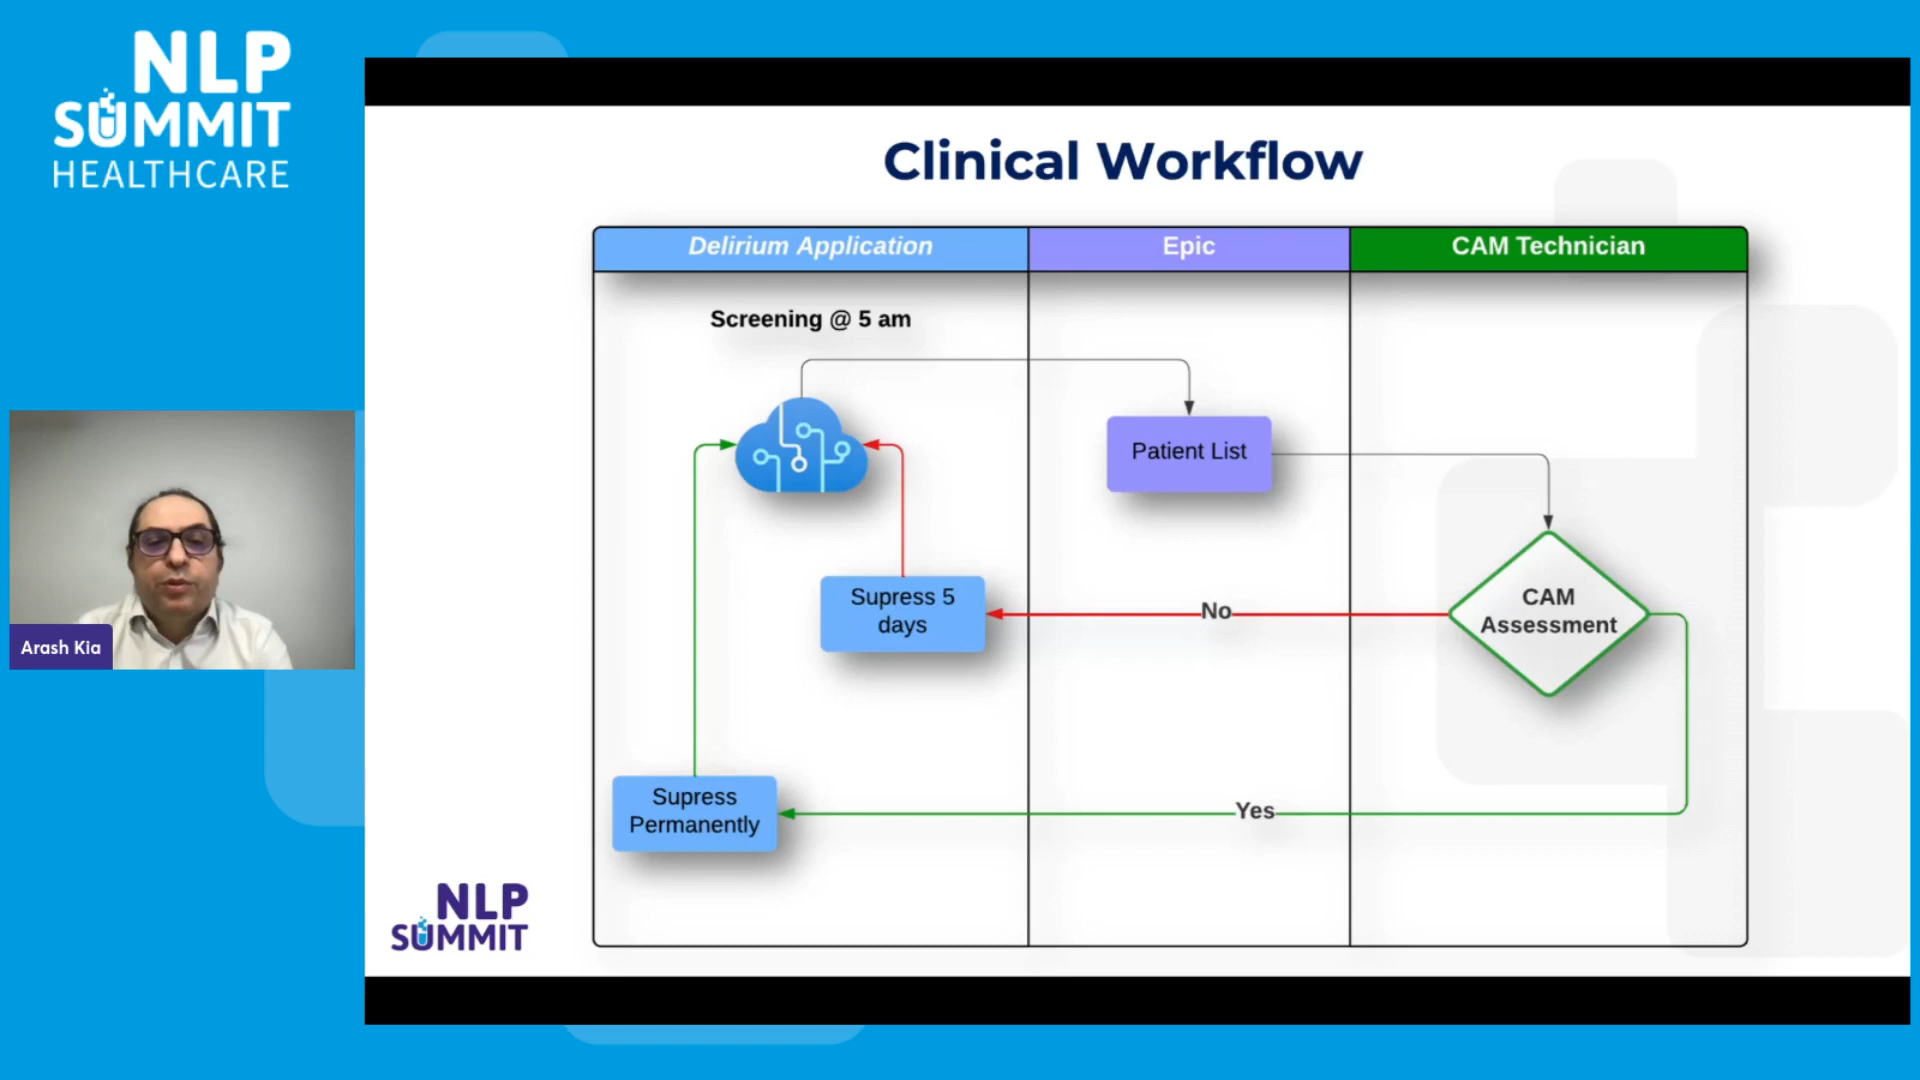 NLP
SUMMIT
HEALTHCARE
Arash Kia
Clinical Workflow
Delirium Application
Epic
CAM Technician
Screening @ 5 am
Patient List
Supress 5
days
No
CAM
Assessment
Supress
Permanently
Yes
NLP
SUMMIT